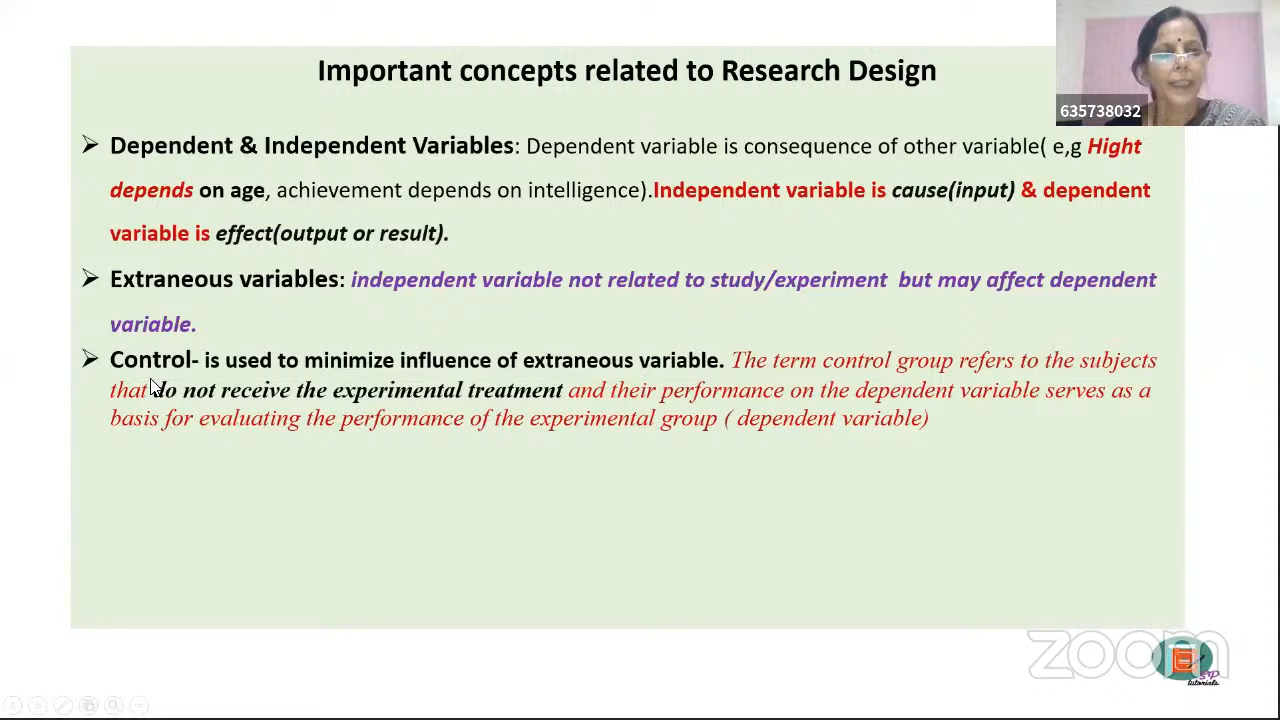 Important concepts related to Research Design
635738032
➢ Dependent & Independent Variables: Dependent variable is consequence of other variable( e,g Hight
depends on age, achievement depends on intelligence).Independent variable is cause(input) & dependent
variable is effect(output or result).
➢ Extraneous variables: independent variable not related to study/experiment but may affect dependent
variable.
➢ Control- is used to minimize influence of extraneous variable. The term control group refers to the subjects
that do not receive the experimental treatment and their performance on the dependent variable serves as a
basis for evaluating the performance of the experimental group ( dependent variable)
zoom
SP
tutorials